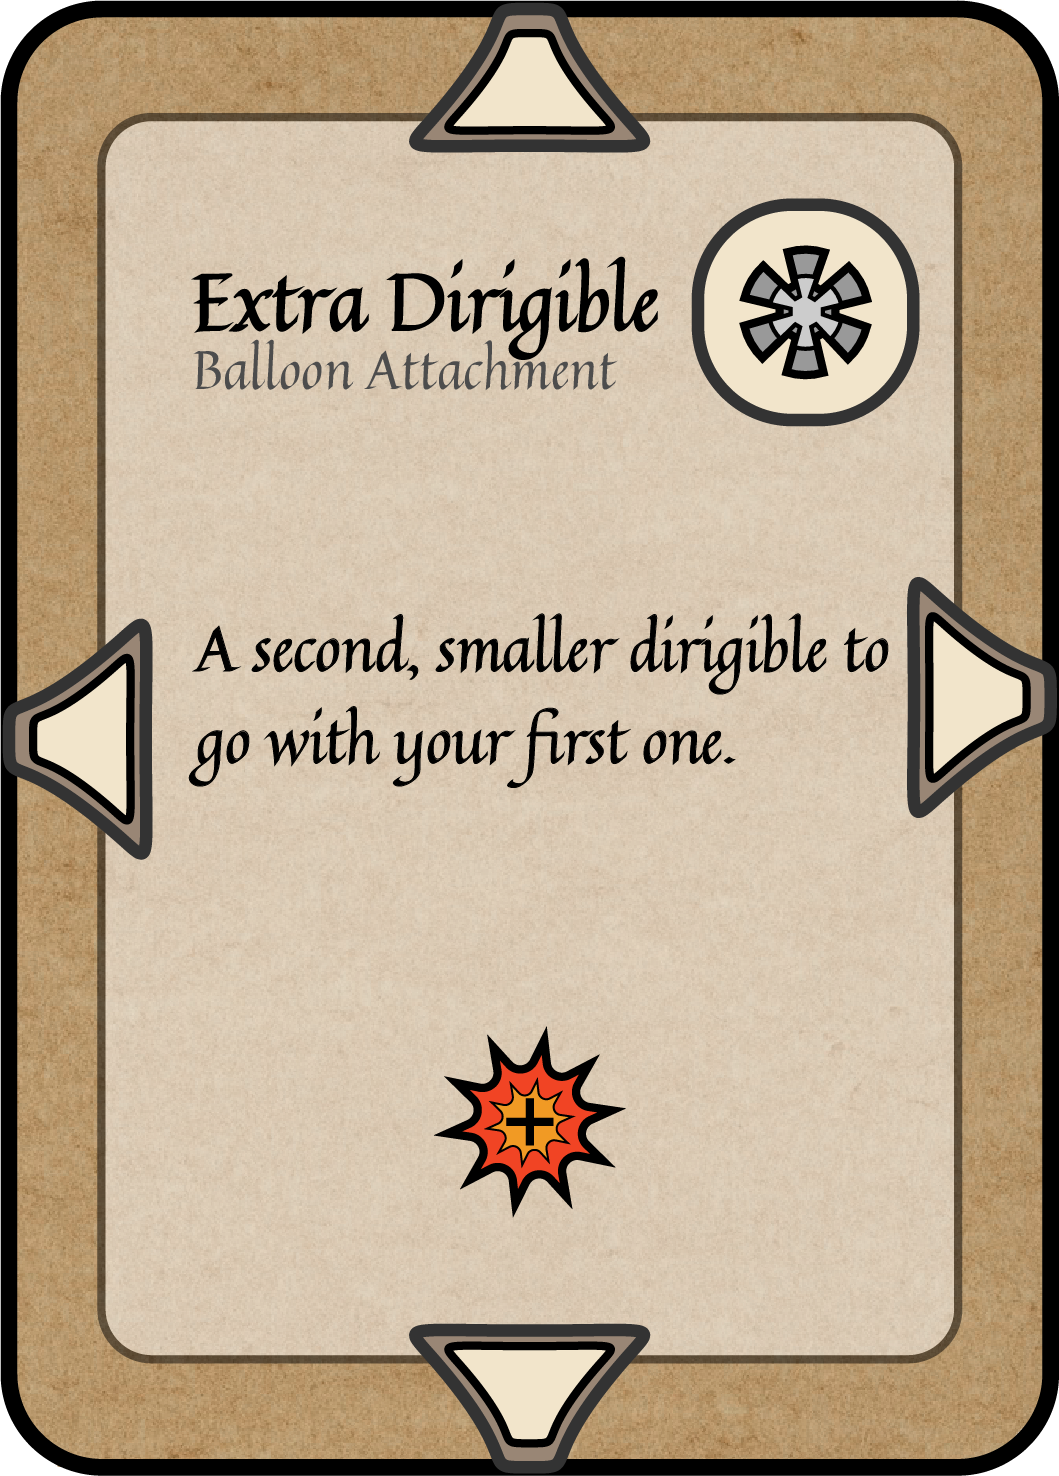 Extra Dirigible
Balloon Attachment
A second, smaller dirigible to
go with your first one.
+